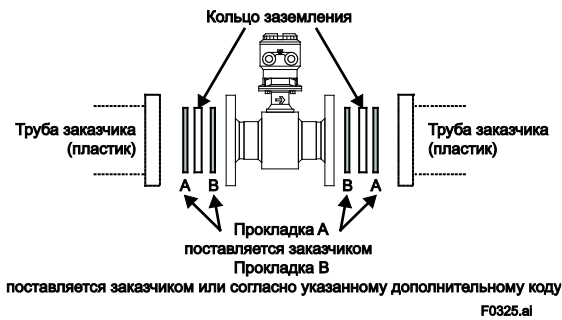 Кольцо заземления
Труба заказчика
(пластик)
Труба заказчика
(пластик)
A
B
B
A
Прокладка A
поставляется заказчиком
Прокладка B
поставляется заказчиком или согласно указанному дополнительному коду
F0325.ai